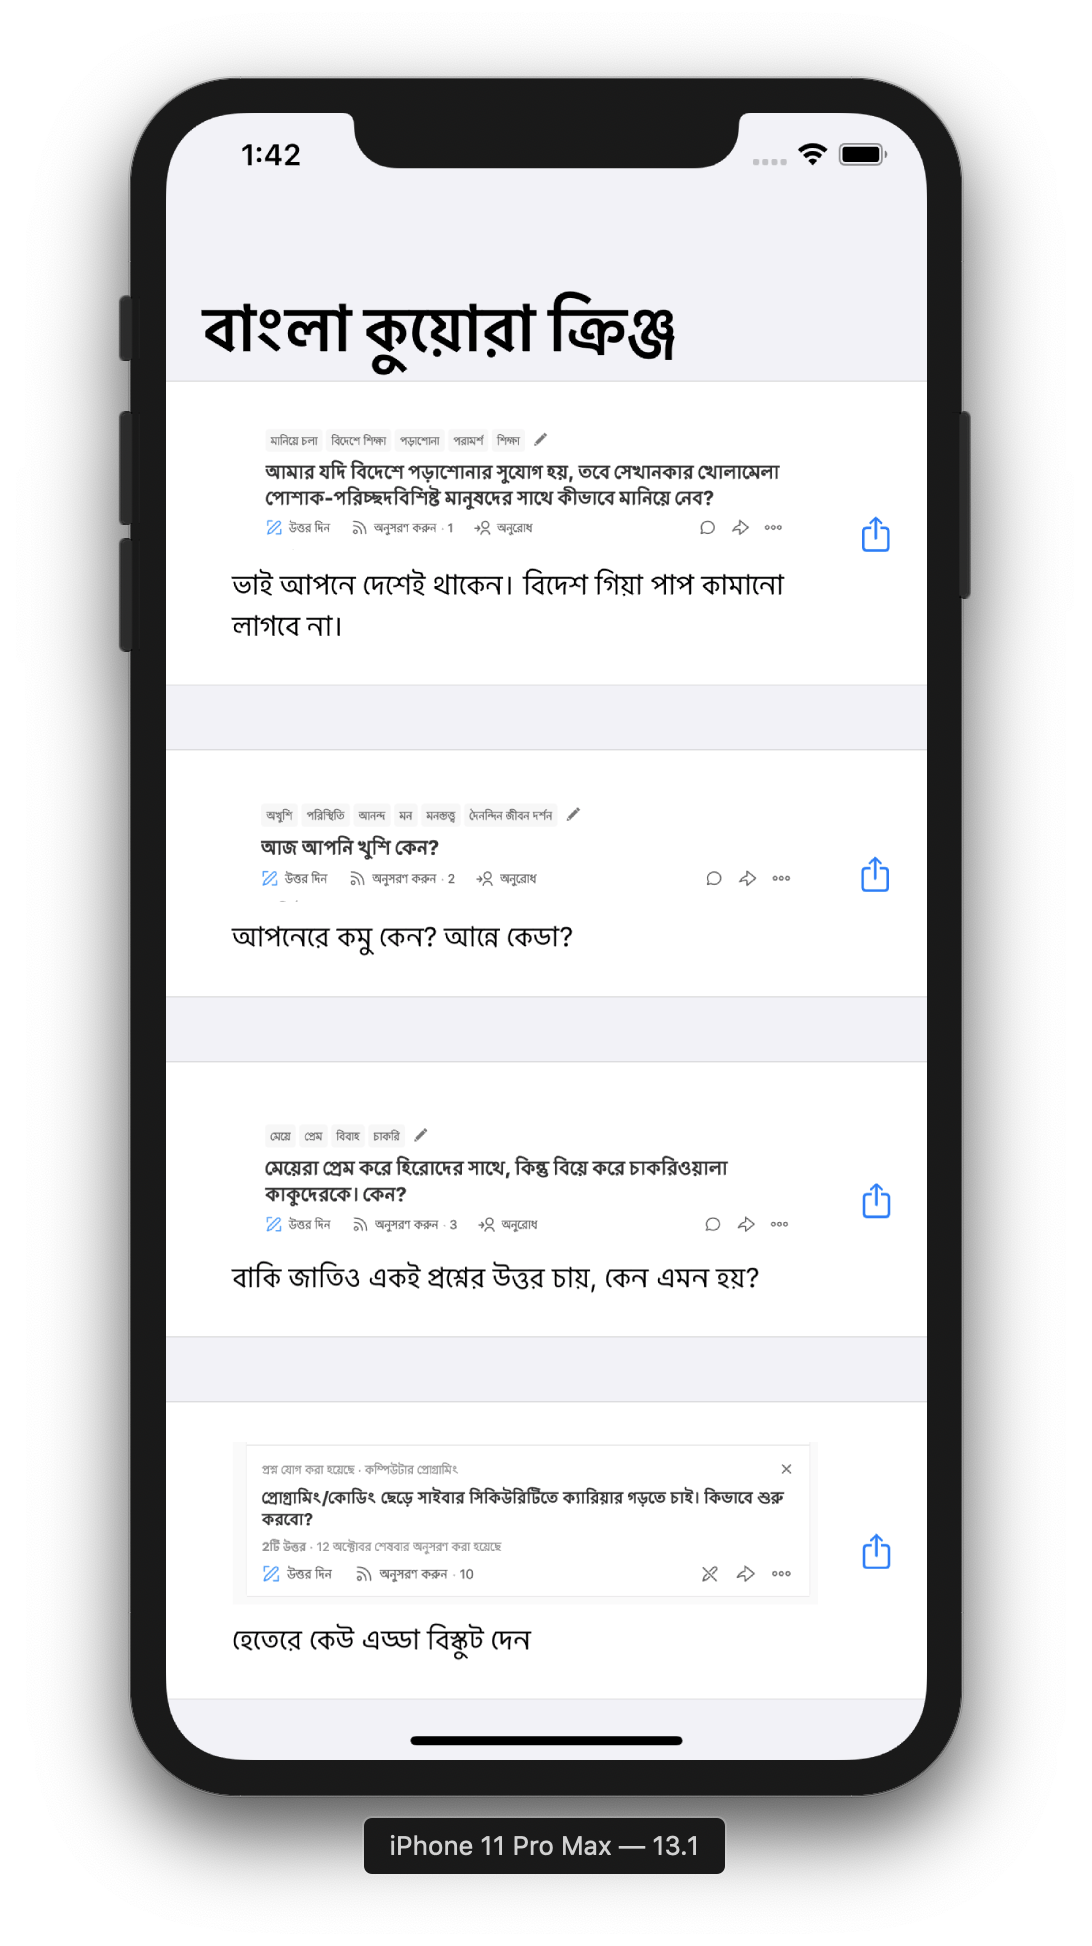 1:42
বাংলা কুয়োরা ক্রিঞ্জ
মানিয়ে চলা বিদেশে শিক্ষা পড়াশোনা পরামর্শ শিক্ষা
আমার যদি বিদেশে পড়াশোনার সুযোগ হয়, তবে সেখানকার খোলামেলা
পোশাক-পরিচ্ছদবিশিষ্ট মানুষদের সাথে কীভাবে মানিয়ে নেব?
উত্তর দিন অনুসরণ করুন · 1 অনুরোধ
ভাই আপনে দেশেই থাকেন। বিদেশ গিয়া পাপ কামানো
লাগবে না।
অখুশি পরিস্থিতি আনন্দ মন মনস্তত্ত্ব দৈনন্দিন জীবন দর্শন
আজ আপনি খুশি কেন?
উত্তর দিন অনুসরণ করুন · 2 অনুরোধ
আপনেরে কমু কেন? আন্নে কেডা?
মেয়ে প্রেম বিবাহ চাকরি
মেয়েরা প্রেম করে হিরোদের সাথে, কিন্তু বিয়ে করে চাকরিওয়ালা
কাকুদেরকে। কেন?
উত্তর দিন অনুসরণ করুন · 3 অনুরোধ
বাকি জাতিও একই প্রশ্নের উত্তর চায়, কেন এমন হয়?
প্রশ্ন যোগ করা হয়েছে · কম্পিউটার প্রোগ্রামিং
প্রোগ্রামিং/কোডিং ছেড়ে সাইবার সিকিউরিটিতে ক্যারিয়ার গড়তে চাই। কিভাবে শুরু
করবো?
2টি উত্তর · 12 অক্টোবর শেষবার অনুসরণ করা হয়েছে
উত্তর দিন অনুসরণ করুন · 10
হেতেরে কেউ এড্ডা বিস্কুট দেন
iPhone 11 Pro Max — 13.1